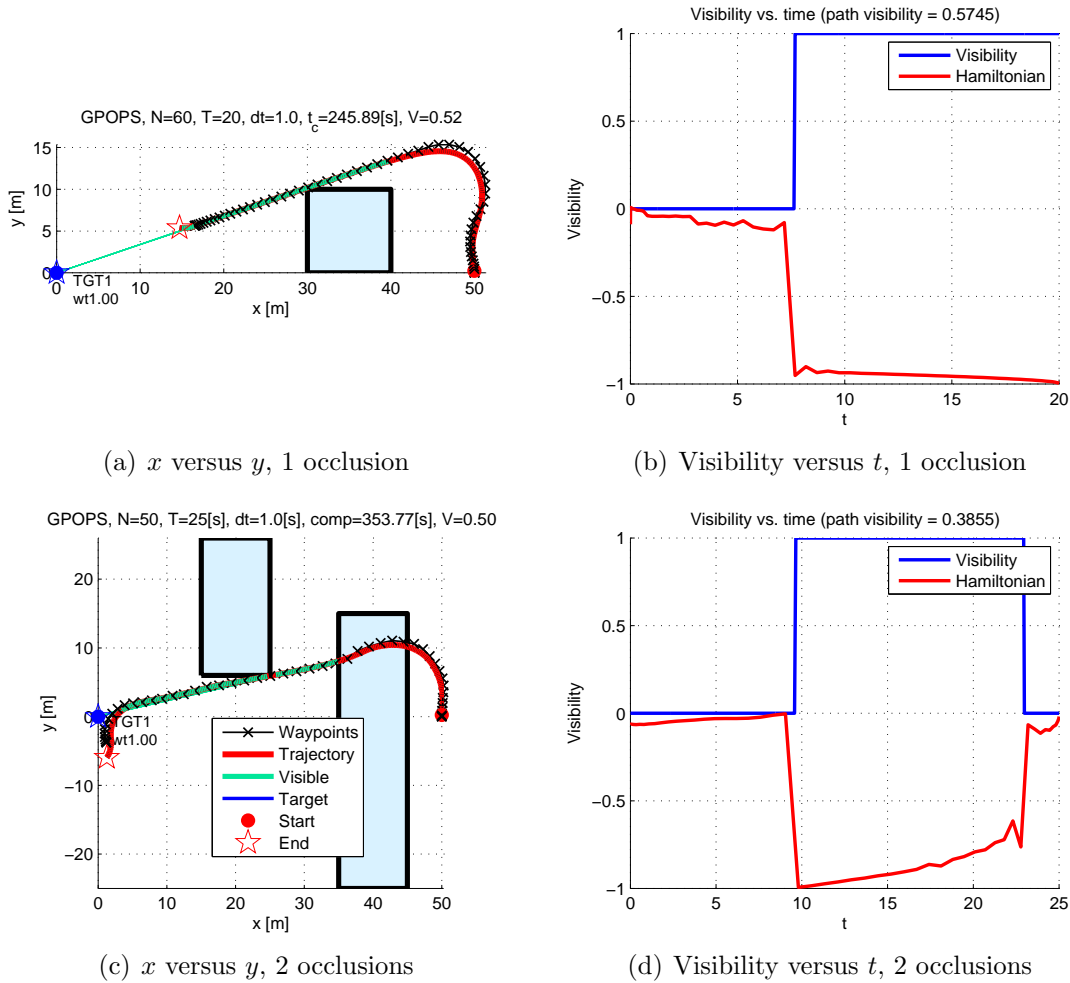 GPOPS, N=60, T=20, dt=1.0, t_c=245.89[s], V=0.52
15
10
5
0
y [m]
TGT1
wt1.00
0 10 20 30 40 50
x [m]
(a) x versus y, 1 occlusion
Visibility vs. time (path visibility = 0.5745)
Visibility
Hamiltonian
1
0.5
0
−0.5
−1
Visibility
0 5 10 15 20
t
(b) Visibility versus t, 1 occlusion
GPOPS, N=50, T=25[s], dt=1.0[s], comp=353.77[s], V=0.50
20
10
0
−10
−20
y [m]
TGT1
wt1.00
Waypoints
Trajectory
Visible
Target
Start
End
0 10 20 30 40 50
x [m]
(c) x versus y, 2 occlusions
Visibility vs. time (path visibility = 0.3855)
Visibility
Hamiltonian
1
0.5
0
−0.5
−1
Visibility
0 5 10 15 20 25
t
(d) Visibility versus t, 2 occlusions